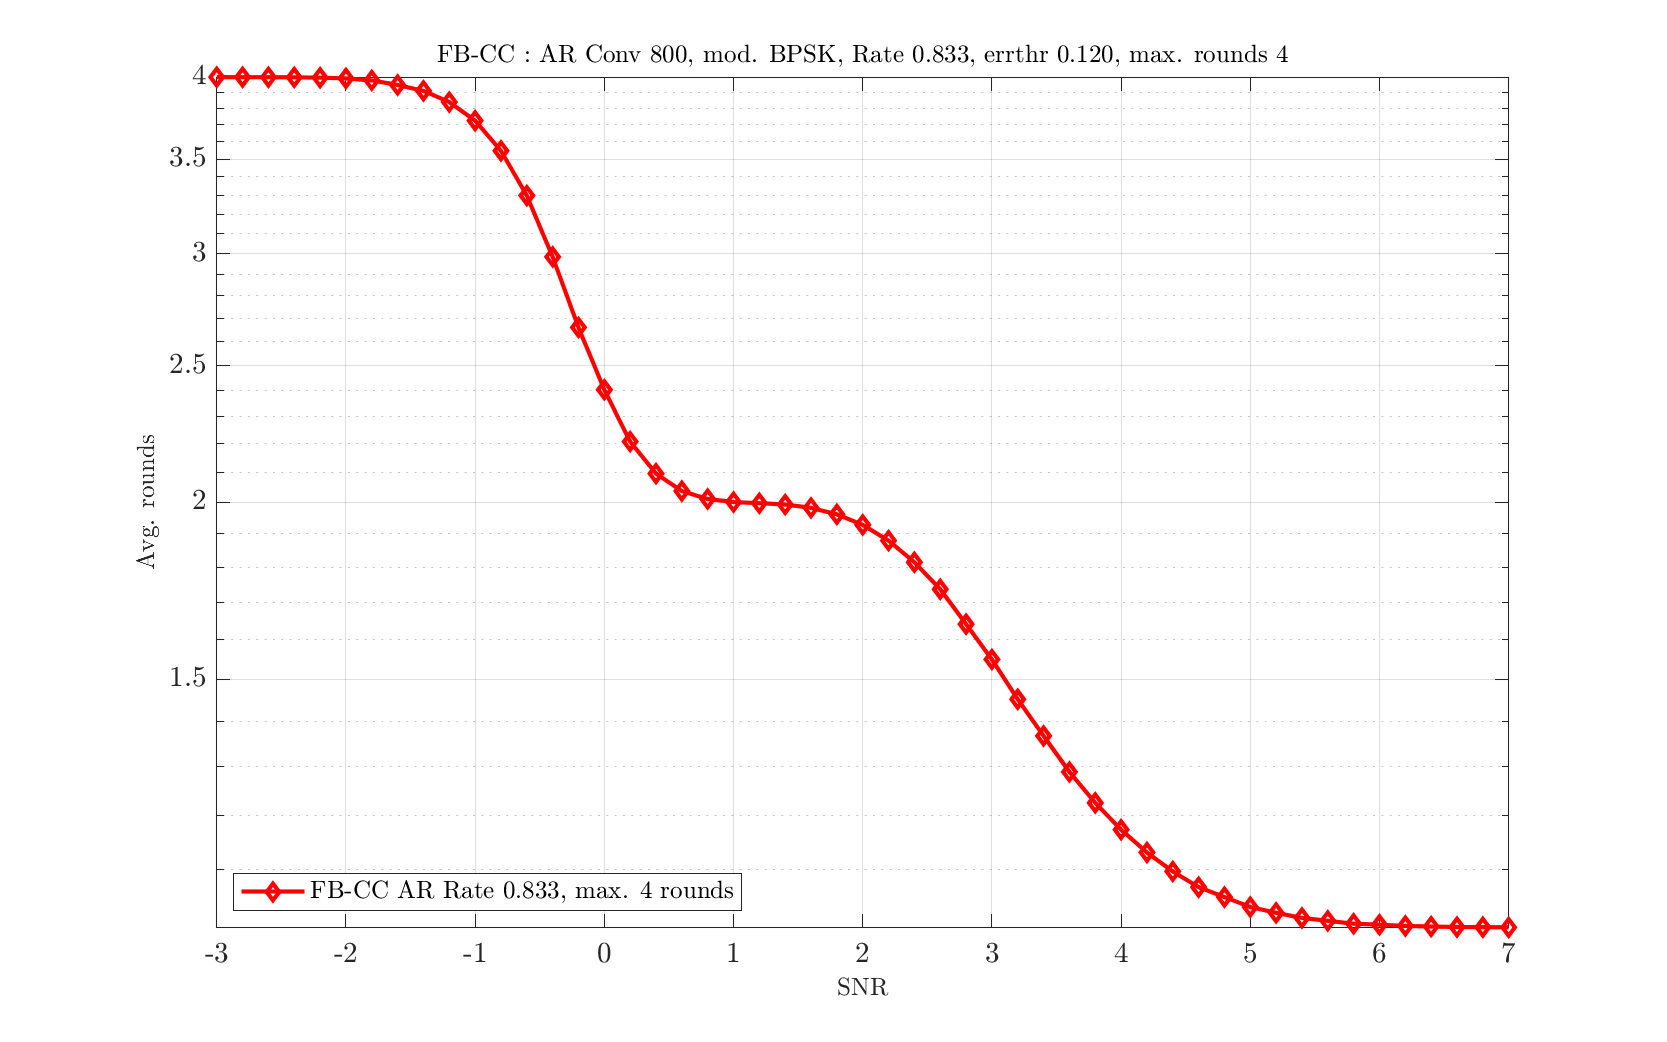 FB-CC : AR Conv 800, mod. BPSK, Rate 0.833, errthr 0.120, max. rounds 4
4
3.5
3
2.5
2
1.5
Avg. rounds
FB-CC AR Rate 0.833, max. 4 rounds
-3 -2 -1 0 1 2 3 4 5 6 7
SNR